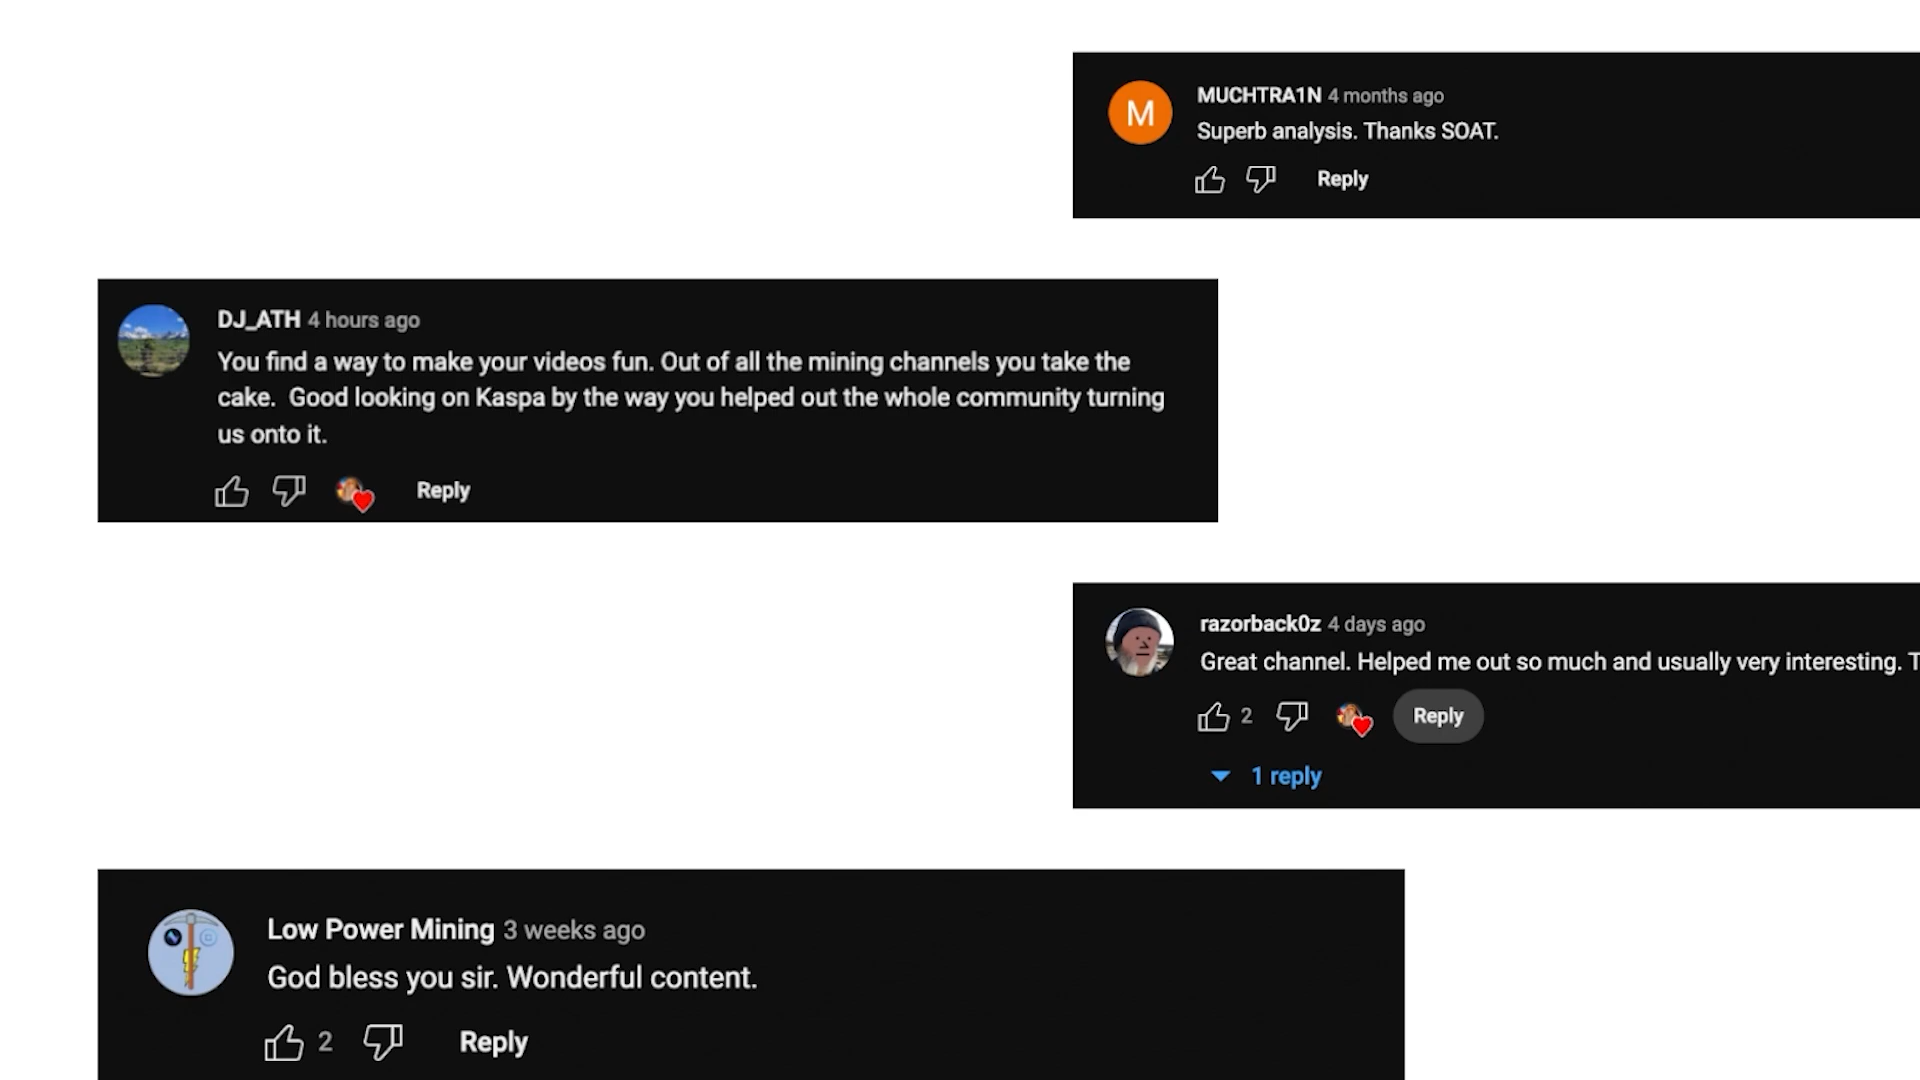 M
MUCHTRA1N 4 months ago
Superb analysis. Thanks SOAT.
Reply
DJ_ATH 4 hours ago
You find a way to make your videos fun. Out of all the mining channels you take the
cake.  Good looking on Kaspa by the way you helped out the whole community turning
us onto it.
Reply
razorback0z 4 days ago
Great channel. Helped me out so much and usually very interesting. T
2 Reply
1 reply
Low Power Mining 3 weeks ago
God bless you sir. Wonderful content.
2 Reply